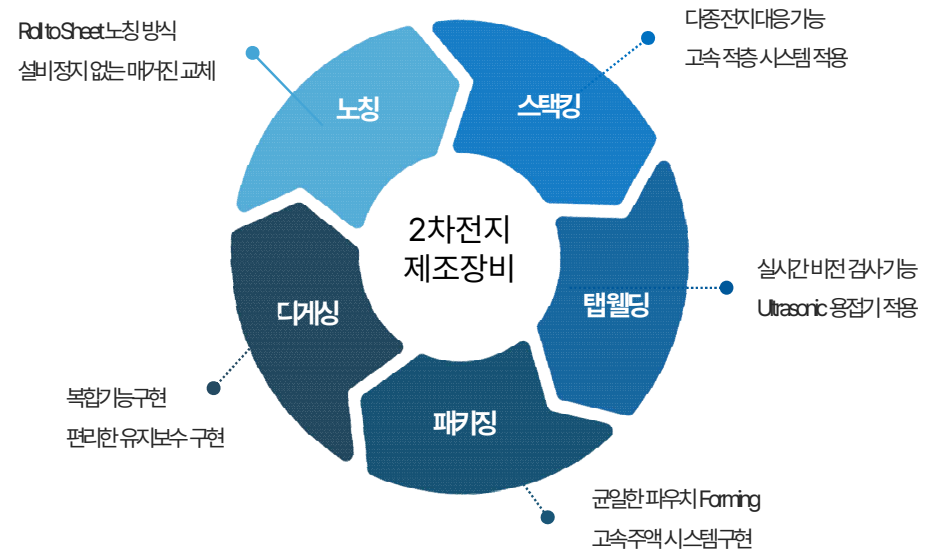 Roll to Sheet 노칭 방식
설비정지 없는 매거진 교체
다종 전지 대응 가능
고속 적층 시스템 적용
노칭
스택킹
2차전지
제조장비
실시간 비전 검사 기능
Ultrasonic 용접기 적용
디게싱
탭웰딩
복합기능구현
편리한 유지보수 구현
패키징
균일한 파우치 Forming
고속 주액 시스템 구현